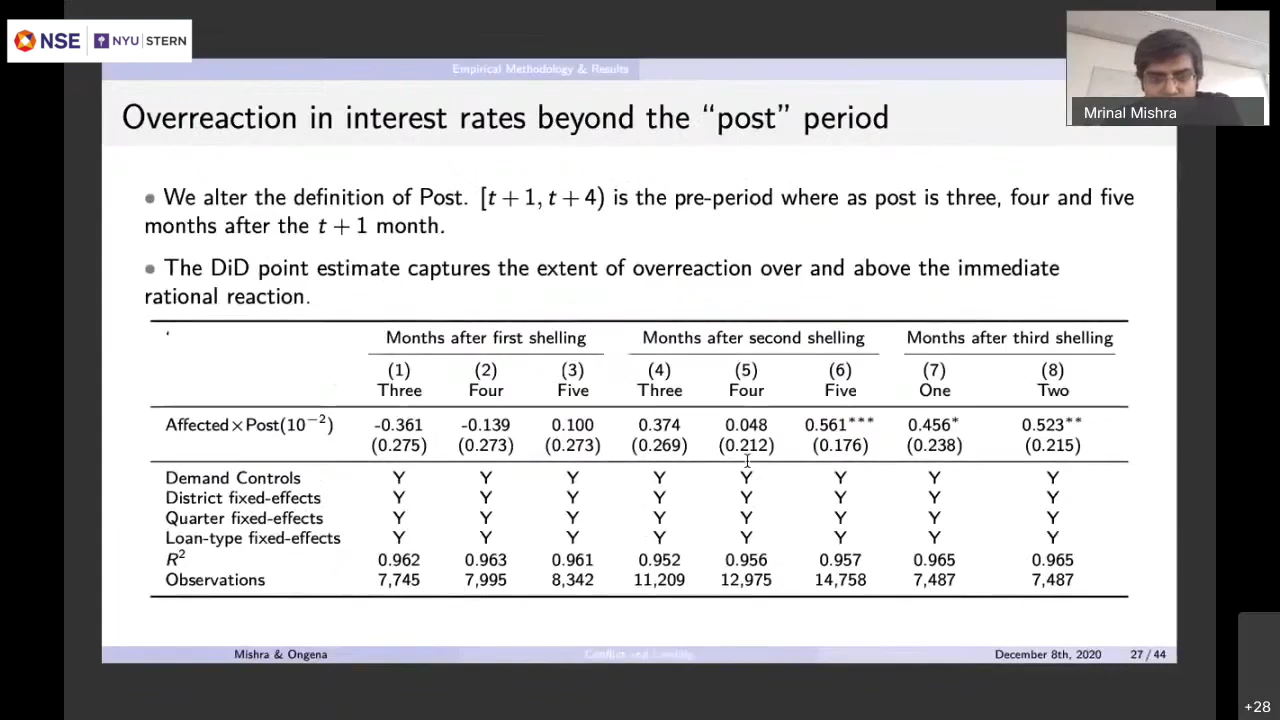 NSE NYU STERN
Mrinal Mishra
Empirical Methodology & Results
Overreaction in interest rates beyond the “post” period
• We alter the definition of Post. [t + 1, t + 4) is the pre-period where as post is three, four and five
months after the t + 1 month.
• The DiD point estimate captures the extent of overreaction over and above the immediate
rational reaction.
‘ Months after first shelling Months after second shelling Months after third shelling
(1) (2) (3) (4) (5) (6) (7) (8)
Three Four Five Three Four Five One Two
Affected×Post(10⁻²) -0.361 -0.139 0.100 0.374 0.048 0.561*** 0.456* 0.523**
(0.275) (0.273) (0.273) (0.269) (0.212) (0.176) (0.238) (0.215)
Demand Controls Y Y Y Y Y Y Y Y
District fixed-effects Y Y Y Y Y Y Y Y
Quarter fixed-effects Y Y Y Y Y Y Y Y
Loan-type fixed-effects Y Y Y Y Y Y Y Y
R² 0.962 0.963 0.961 0.952 0.956 0.957 0.965 0.965
Observations 7,745 7,995 8,342 11,209 12,975 14,758 7,487 7,487
Mishra & Ongena Conflict and Lending December 8th, 2020 27 / 44
+28